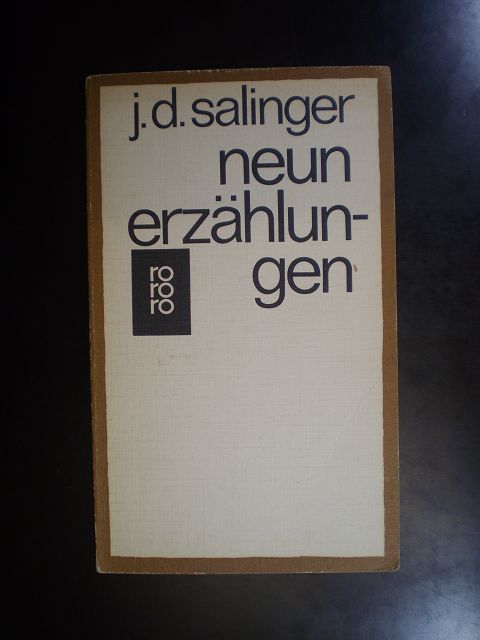 j.d.salinger
neun
erzählun-
gen
ro
ro
ro